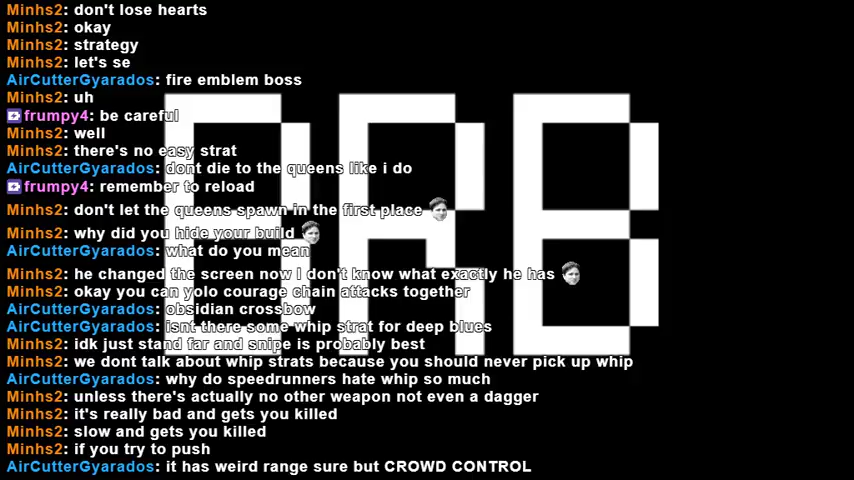 Minhs2: don't lose hearts
Minhs2: okay
Minhs2: strategy
Minhs2: let's se
AirCutterGyarados: fire emblem boss
Minhs2: uh
frumpy4: be careful
Minhs2: well
Minhs2: there's no easy strat
AirCutterGyarados: dont die to the queens like i do
frumpy4: remember to reload
Minhs2: don't let the queens spawn in the first place
Minhs2: why did you hide your build
AirCutterGyarados: what do you mean
Minhs2: he changed the screen now I don't know what exactly he has
Minhs2: okay you can yolo courage chain attacks together
AirCutterGyarados: obsidian crossbow
AirCutterGyarados: isnt there some whip strat for deep blues
Minhs2: idk just stand far and snipe is probably best
Minhs2: we dont talk about whip strats because you should never pick up whip
AirCutterGyarados: why do speedrunners hate whip so much
Minhs2: unless there's actually no other weapon not even a dagger
Minhs2: it's really bad and gets you killed
Minhs2: slow and gets you killed
Minhs2: if you try to push
AirCutterGyarados: it has weird range sure but CROWD CONTROL
BRB